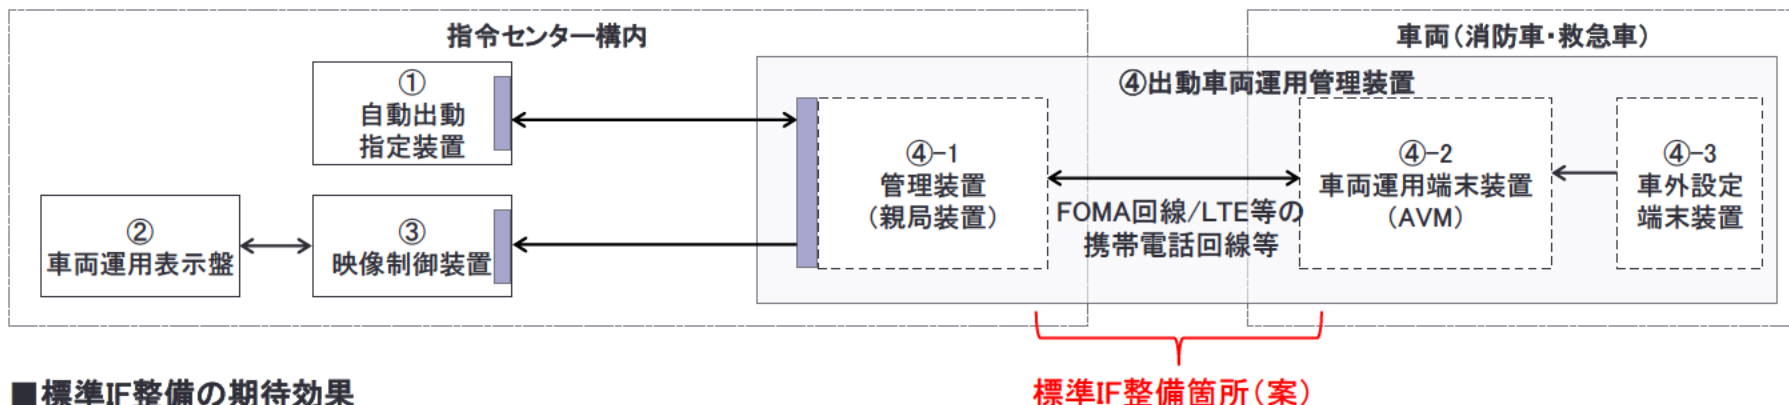 指令センター構内
車両(消防車・救急車)
①
自動出動
指定装置
④出動車両運用管理装置
④-1
管理装置
(親局装置)
④-2
車両運用端末装置
(AVM)
④-3
車外設定
端末装置
FOMA回線/LTE等の
携帯電話回線等
②
車両運用表示盤
③
映像制御装置
標準IF整備箇所(案)
■標準IF整備の期待効果